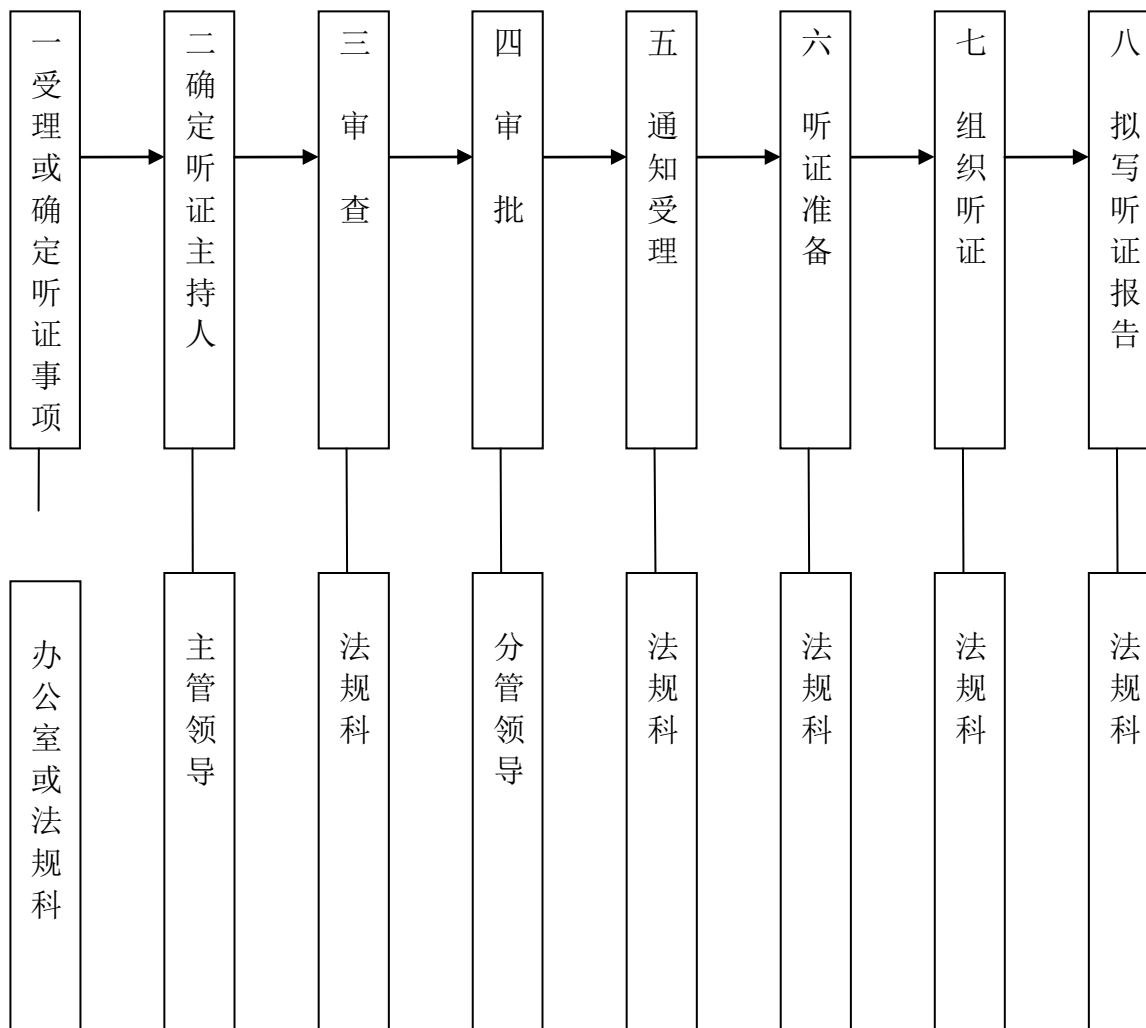 一受理或确定听证事项
二确定听证主持人
三审查
四审批
五通知受理
六听证准备
七组织听证
八拟写听证报告
办公室或法规科
主管领导
法规科
分管领导
法规科
法规科
法规科
法规科